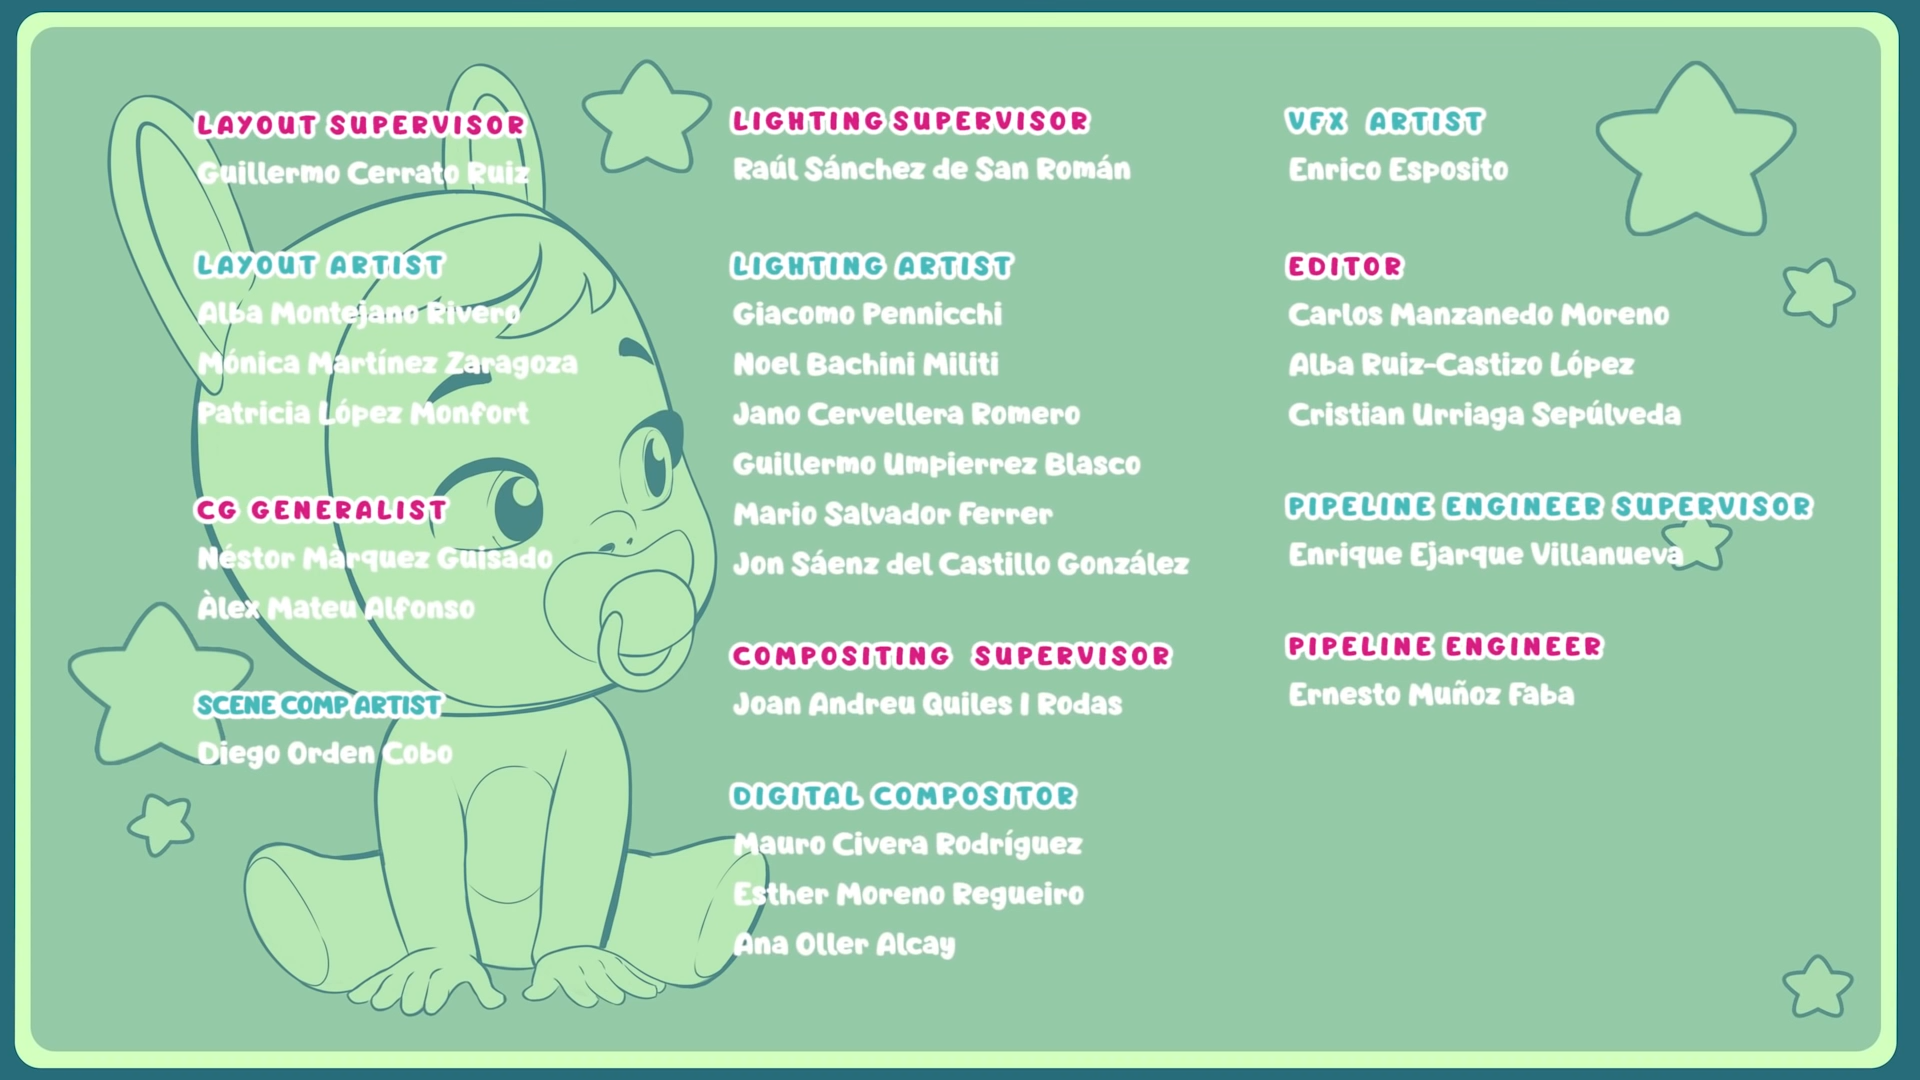 LAYOUT SUPERVISOR
Guillermo Cerrato Ruiz
LAYOUT ARTIST
Alba Montejano Rivero
Mónica Martínez Zaragoza
Patricia López Monfort
CG GENERALIST
Néstor Màrquez Guisado
Àlex Mateu Alfonso
SCENE COMP ARTIST
Diego Orden Cobo
LIGHTING SUPERVISOR
Raúl Sánchez de San Román
LIGHTING ARTIST
Giacomo Pennicchi
Noel Bachini Militi
Jano Cervellera Romero
Guillermo Umpierrez Blasco
Mario Salvador Ferrer
Jon Sáenz del Castillo González
COMPOSITING SUPERVISOR
Joan Andreu Quiles I Rodas
DIGITAL COMPOSITOR
Mauro Civera Rodríguez
Esther Moreno Regueiro
Ana Oller Alcay
VFX ARTIST
Enrico Esposito
EDITOR
Carlos Manzanedo Moreno
Alba Ruiz-Castizo López
Cristian Urriaga Sepúlveda
PIPELINE ENGINEER SUPERVISOR
Enrique Ejarque Villanueva
PIPELINE ENGINEER
Ernesto Muñoz Faba